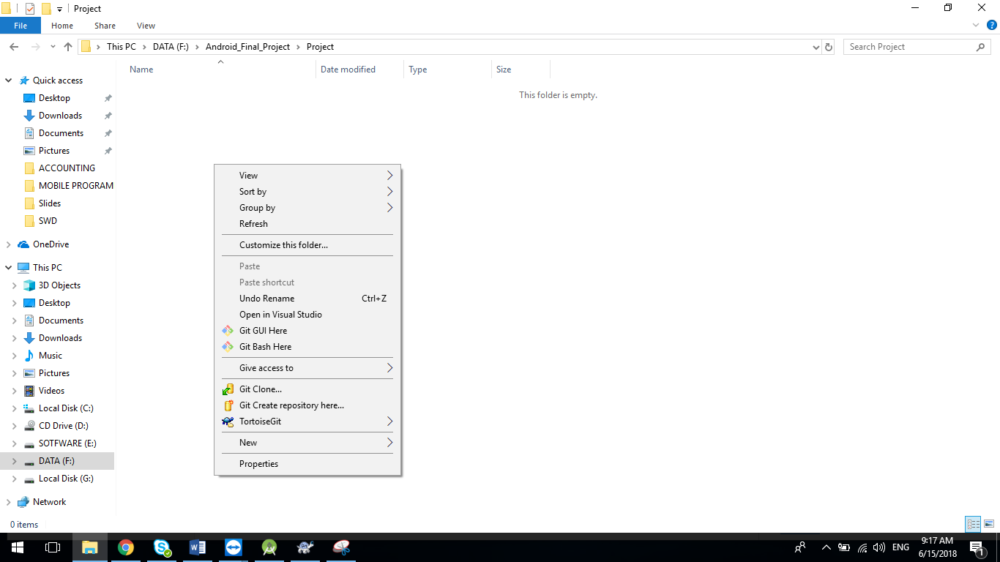 Project
File Home Share View
This PC DATA (F:) Android_Final_Project Project
Search Project
Name Date modified Type Size
This folder is empty.
Quick access
Desktop
Downloads
Documents
Pictures
ACCOUNTING
MOBILE PROGRAM
Slides
SWD
OneDrive
This PC
3D Objects
Desktop
Documents
Downloads
Music
Pictures
Videos
Local Disk (C:)
CD Drive (D:)
SOTFWARE (E:)
DATA (F:)
Local Disk (G:)
Network
View
Sort by
Group by
Refresh
Customize this folder...
Paste
Paste shortcut
Undo Rename Ctrl+Z
Open in Visual Studio
Git GUI Here
Git Bash Here
Give access to
Git Clone...
Git Create repository here...
TortoiseGit
New
Properties
0 items
ENG
9:17 AM
6/15/2018
1